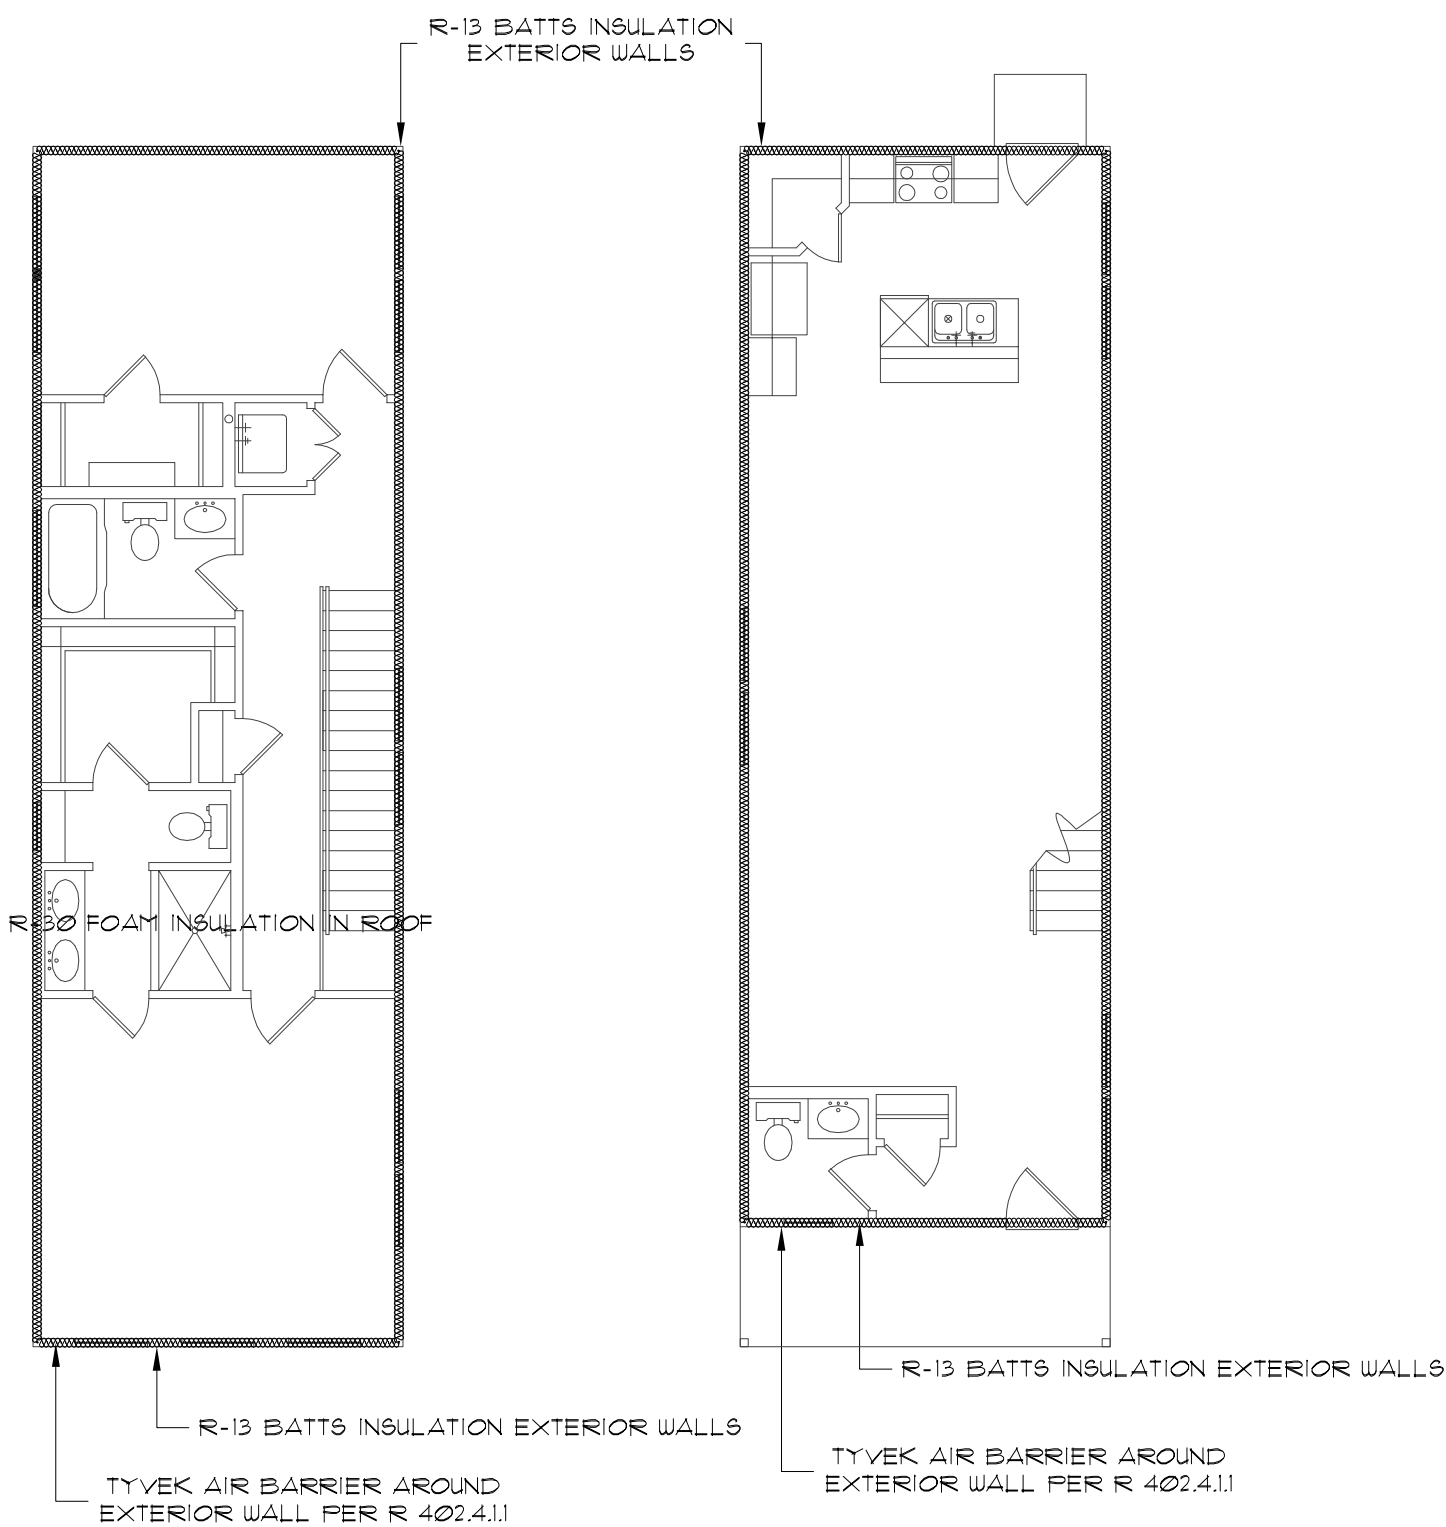 R-13 BATTS INSULATION
EXTERIOR WALLS
R-30 FOAM INSULATION IN ROOF
R-13 BATTS INSULATION EXTERIOR WALLS
R-13 BATTS INSULATION EXTERIOR WALLS
TYVEK AIR BARRIER AROUND
EXTERIOR WALL PER R 402.4.1.1
TYVEK AIR BARRIER AROUND
EXTERIOR WALL PER R 402.4.1.1